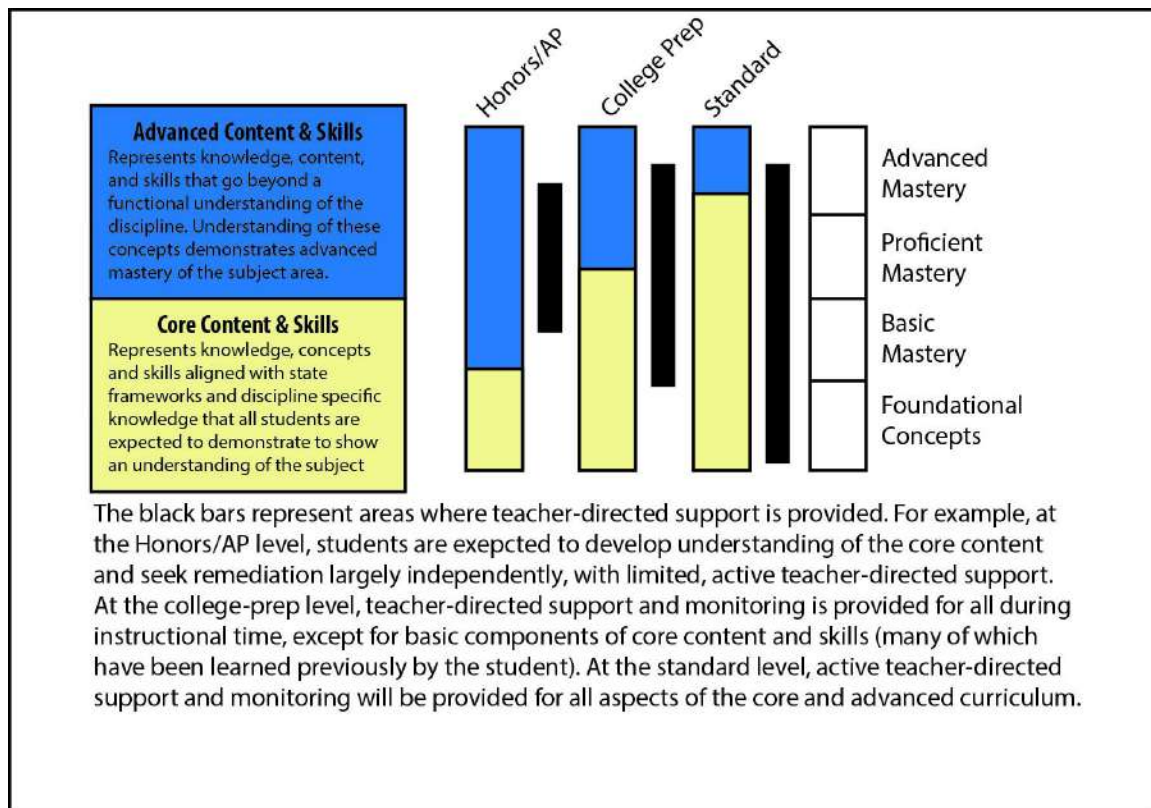 Honors/AP
College Prep
Standard
Advanced Content & Skills
Represents knowledge, content,
and skills that go beyond a
functional understanding of the
discipline. Understanding of these
concepts demonstrates advanced
mastery of the subject area.
Core Content & Skills
Represents knowledge, concepts
and skills aligned with state
frameworks and discipline specific
knowledge that all students are
expected to demonstrate to show
an understanding of the subject
Advanced
Mastery
Proficient
Mastery
Basic
Mastery
Foundational
Concepts
The black bars represent areas where teacher-directed support is provided. For example, at
the Honors/AP level, students are exepcted to develop understanding of the core content
and seek remediation largely independently, with limited, active teacher-directed support.
At the college-prep level, teacher-directed support and monitoring is provided for all during
instructional time, except for basic components of core content and skills (many of which
have been learned previously by the student). At the standard level, active teacher-directed
support and monitoring will be provided for all aspects of the core and advanced curriculum.